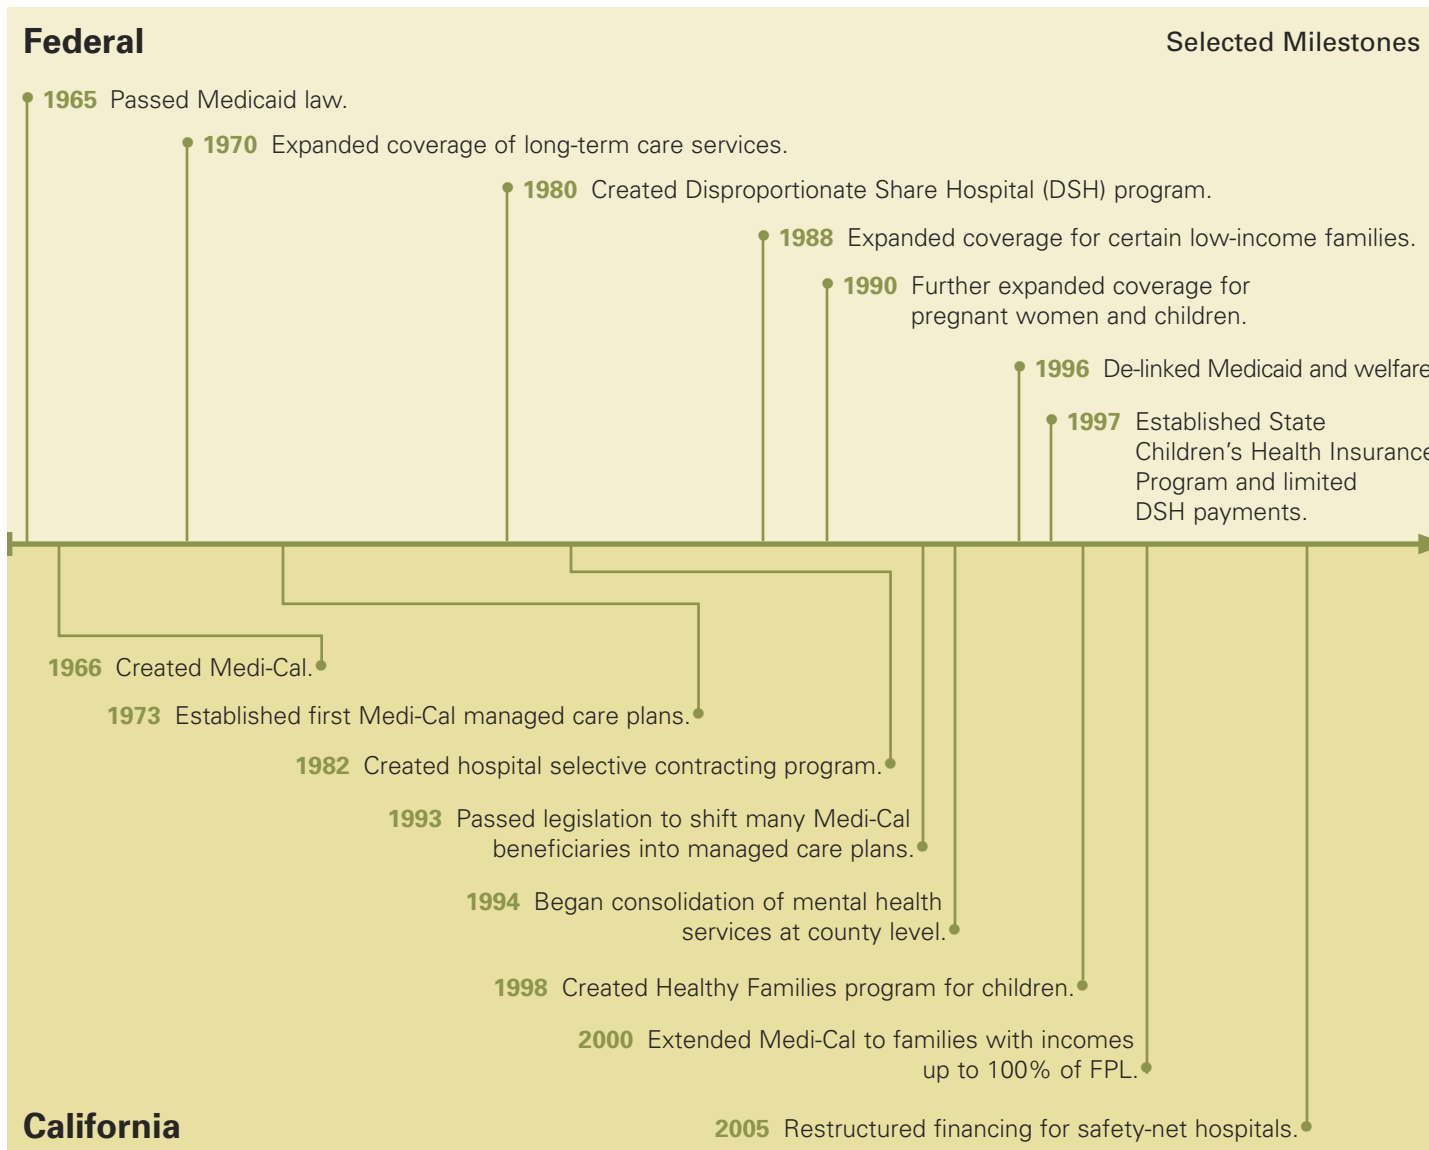 Federal
Selected Milestones
1965 Passed Medicaid law.
1970 Expanded coverage of long-term care services.
1980 Created Disproportionate Share Hospital (DSH) program.
1988 Expanded coverage for certain low-income families.
1990 Further expanded coverage for
pregnant women and children.
1996 De-linked Medicaid and welfare
1997 Established State
Children's Health Insurance
Program and limited
DSH payments.
1966 Created Medi-Cal.
1973 Established first Medi-Cal managed care plans.
1982 Created hospital selective contracting program.
1993 Passed legislation to shift many Medi-Cal
beneficiaries into managed care plans.
1994 Began consolidation of mental health
services at county level.
1998 Created Healthy Families program for children.
2000 Extended Medi-Cal to families with incomes
up to 100% of FPL.
2005 Restructured financing for safety-net hospitals.
California